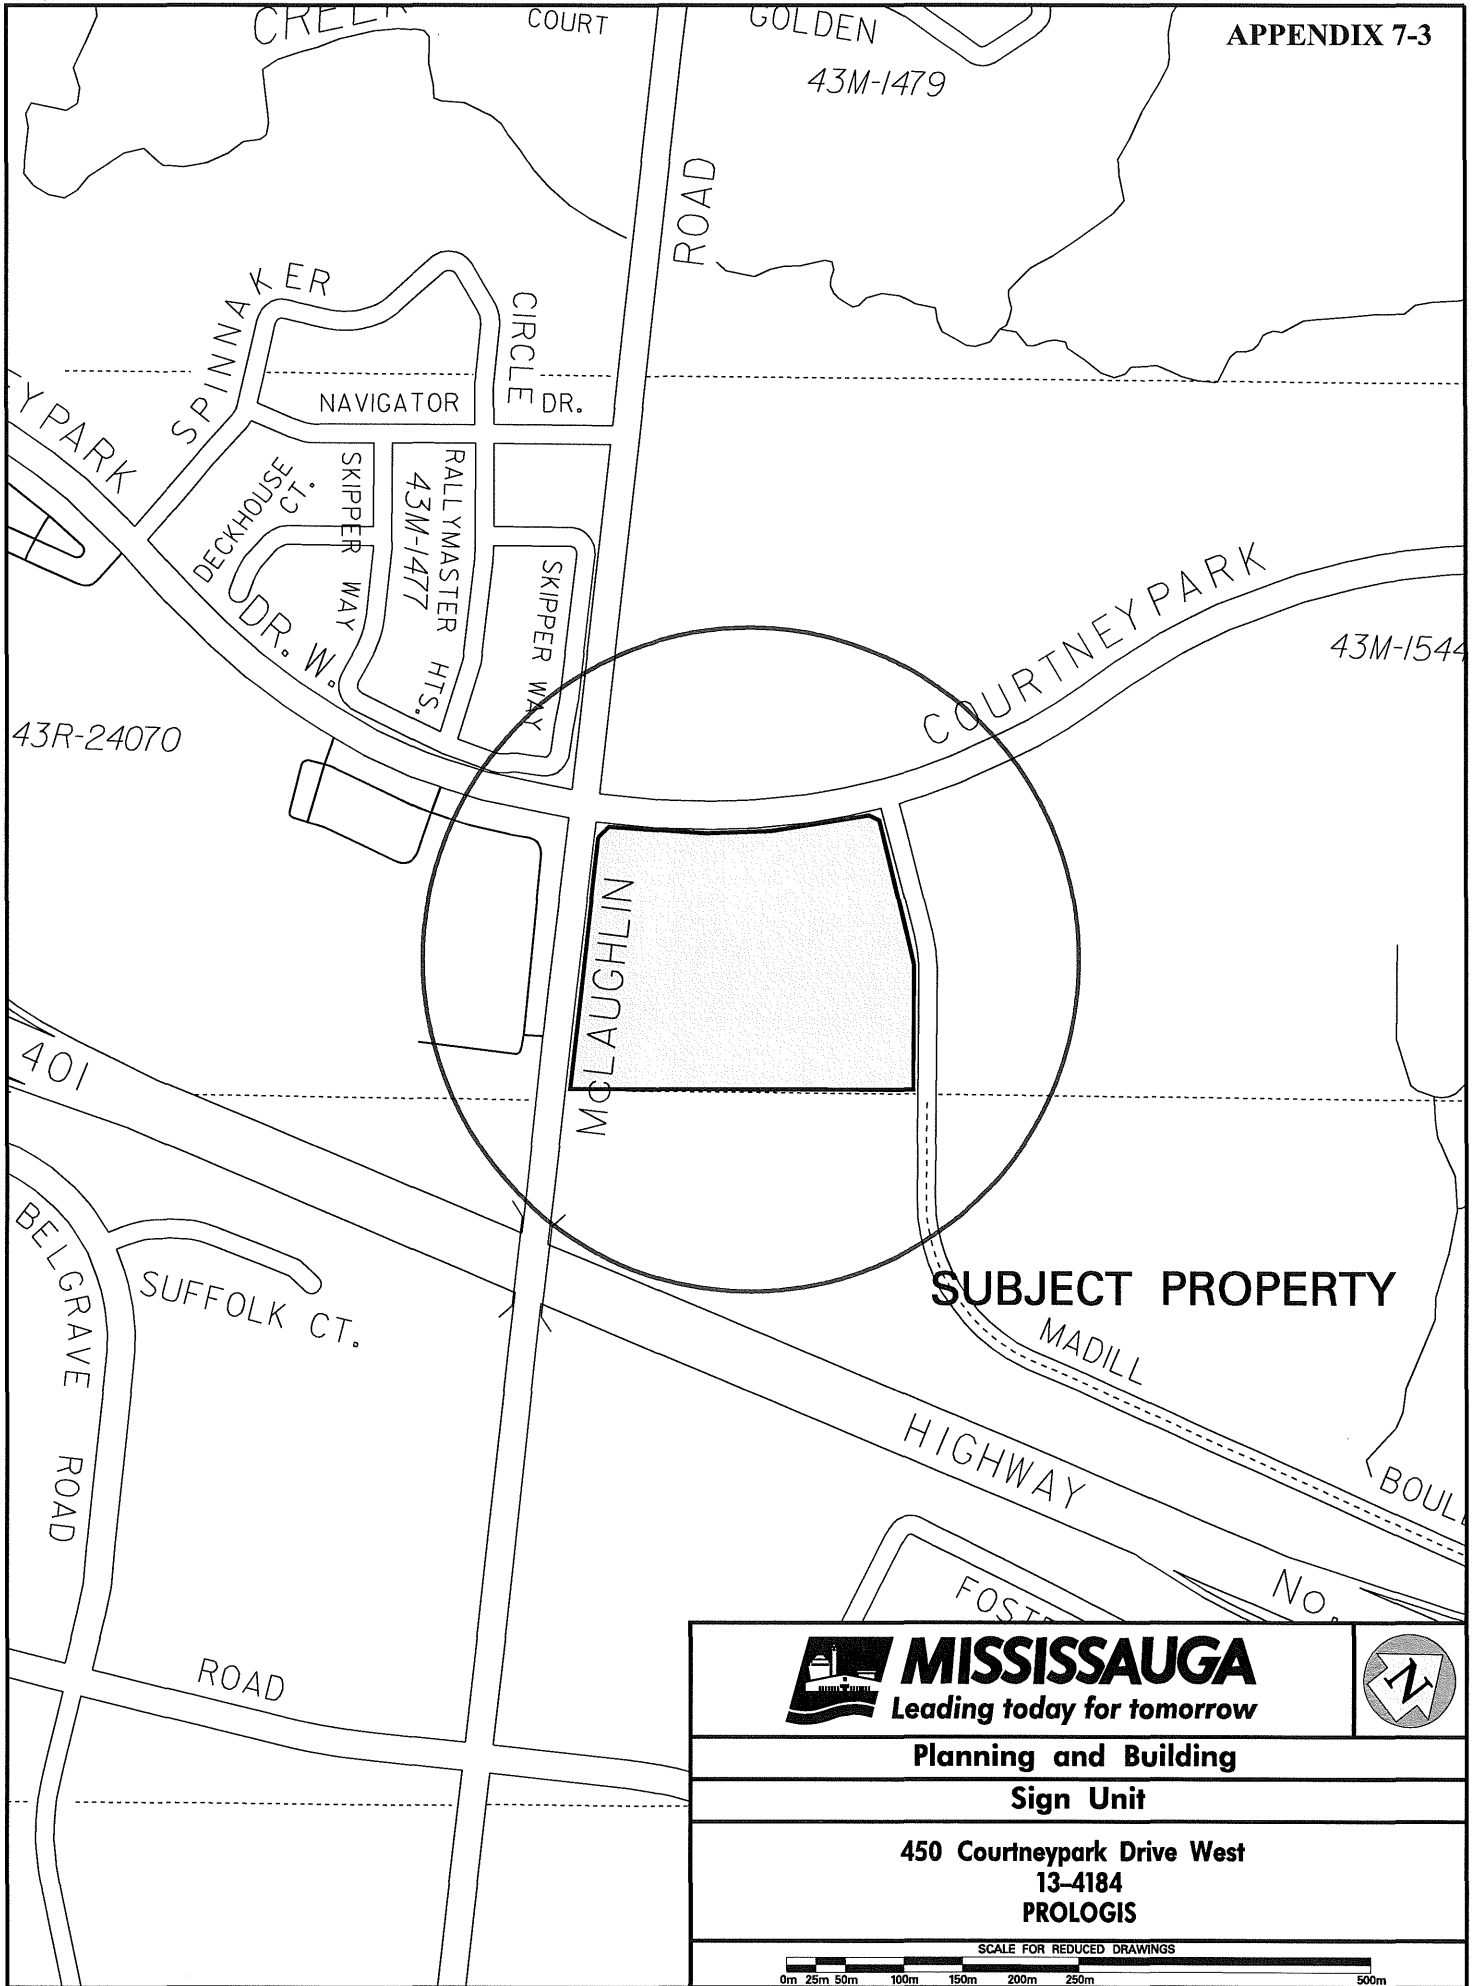 APPENDIX 7-3
COURT
GOLDEN
43M-1479
ROAD
SPINNAKER
CIRCLE
NAVIGATOR DR.
DECKHOUSE CT.
SKIPPER WAY
RALLYMASTER HTS.
43M-1477
SKIPPER WAY
DR. W.
COURTNEYPARK
43M-1544
43R-24070
McLAUGHLIN
401
BELGRAVE ROAD
SUFFOLK CT.
SUBJECT PROPERTY
MADILL
HIGHWAY
NO.
ROAD
MISSISSAUGA
Leading today for tomorrow
N
Planning and Building
Sign Unit
450 Courtneypark Drive West
13-4184
PROLOGIS
SCALE FOR REDUCED DRAWINGS
0m 25m 50m 100m 150m 200m 250m 500m